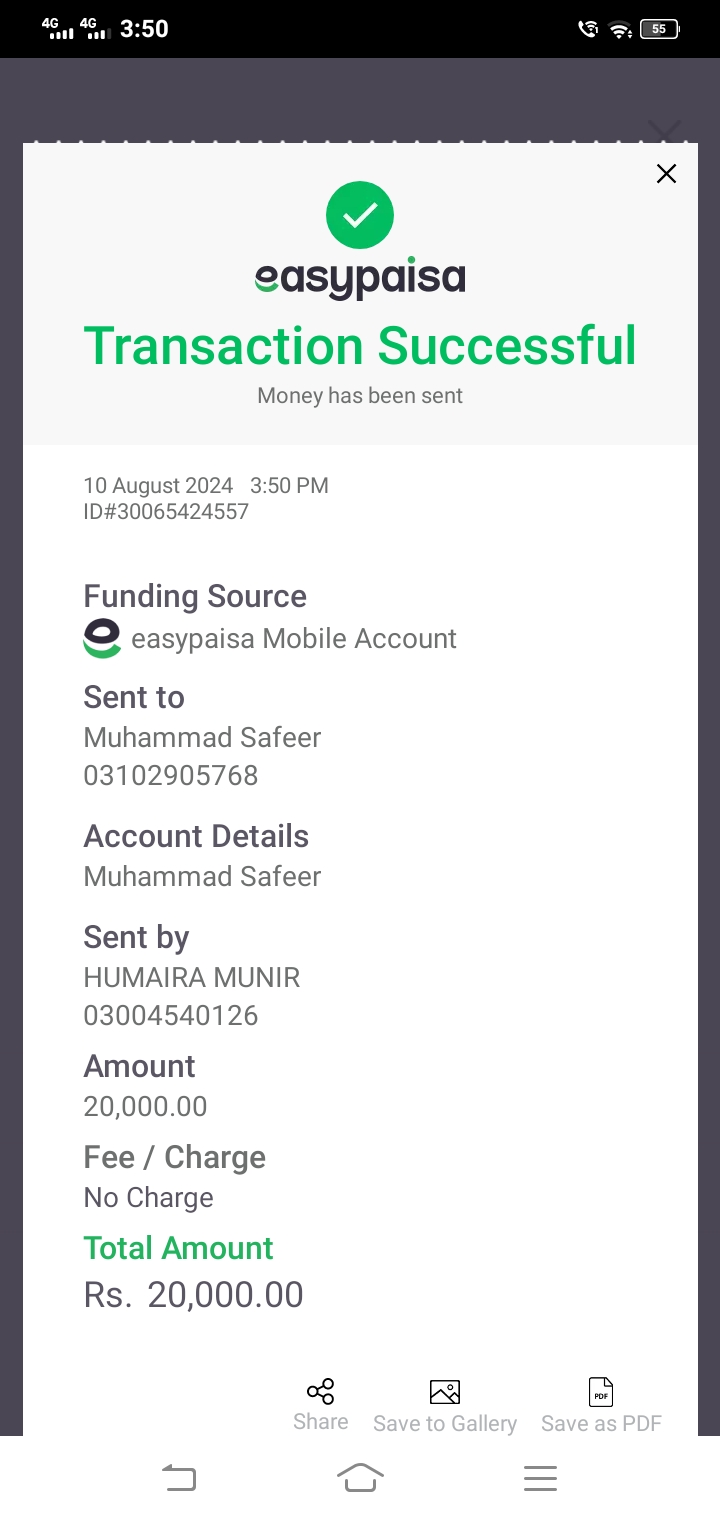 4G 4G 3:50 55
easypaisa
Transaction Successful
Money has been sent
10 August 2024 3:50 PM
ID#30065424557
Funding Source
easypaisa Mobile Account
Sent to
Muhammad Safeer
03102905768
Account Details
Muhammad Safeer
Sent by
HUMAIRA MUNIR
03004540126
Amount
20,000.00
Fee / Charge
No Charge
Total Amount
Rs. 20,000.00
PDF
Share Save to Gallery Save as PDF